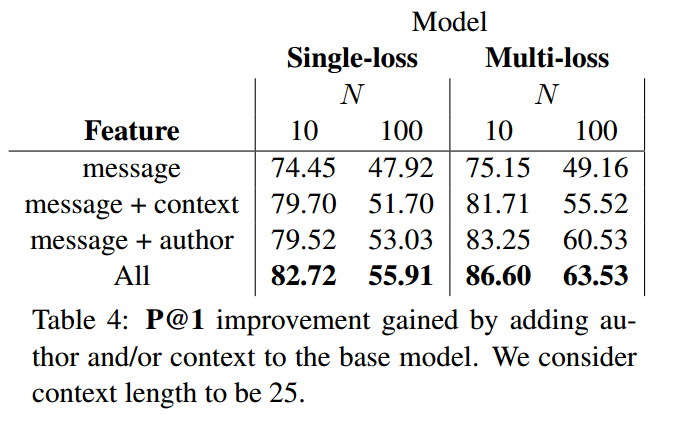 Model
Single-loss Multi-loss
N N
Feature 10 100 10 100
message 74.45 47.92 75.15 49.16
message + context 79.70 51.70 81.71 55.52
message + author 79.52 53.03 83.25 60.53
All 82.72 55.91 86.60 63.53
Table 4: P@1 improvement gained by adding au-
thor and/or context to the base model. We consider
context length to be 25.